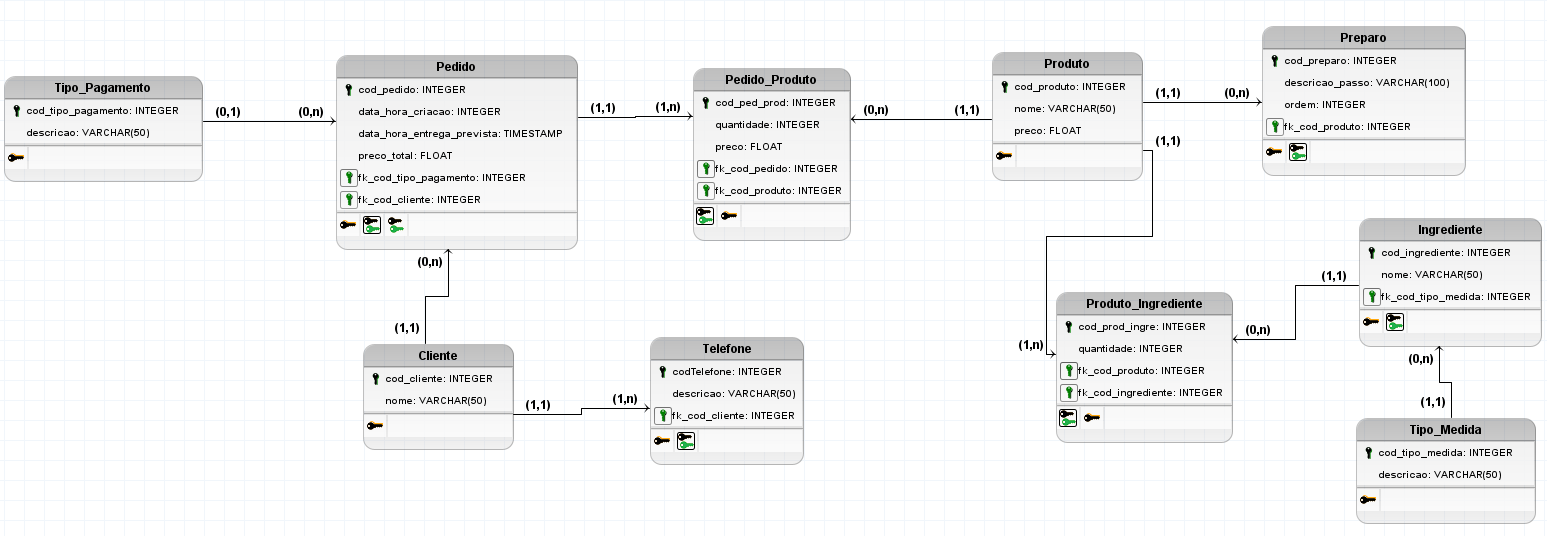 Tipo_Pagamento
cod_tipo_pagamento: INTEGER
descricao: VARCHAR(50)
(0,1)
(0,n)
Pedido
cod_pedido: INTEGER
data_hora_criacao: INTEGER
data_hora_entrega_prevista: TIMESTAMP
preco_total: FLOAT
fk_cod_tipo_pagamento: INTEGER
fk_cod_cliente: INTEGER
(1,1)
(1,n)
Pedido_Produto
cod_ped_prod: INTEGER
quantidade: INTEGER
preco: FLOAT
fk_cod_pedido: INTEGER
fk_cod_produto: INTEGER
(0,n)
(1,1)
Produto
cod_produto: INTEGER
nome: VARCHAR(50)
preco: FLOAT
(1,1)
(0,n)
Preparo
cod_preparo: INTEGER
descricao_passo: VARCHAR(100)
ordem: INTEGER
fk_cod_produto: INTEGER
(1,1)
(1,n)
(0,n)
(1,1)
Cliente
cod_cliente: INTEGER
nome: VARCHAR(50)
(1,1)
(1,n)
Telefone
codTelefone: INTEGER
descricao: VARCHAR(50)
fk_cod_cliente: INTEGER
Produto_Ingrediente
cod_prod_ingre: INTEGER
quantidade: INTEGER
fk_cod_produto: INTEGER
fk_cod_ingrediente: INTEGER
(0,n)
(1,1)
Ingrediente
cod_ingrediente: INTEGER
nome: VARCHAR(50)
fk_cod_tipo_medida: INTEGER
(0,n)
(1,1)
Tipo_Medida
cod_tipo_medida: INTEGER
descricao: VARCHAR(50)